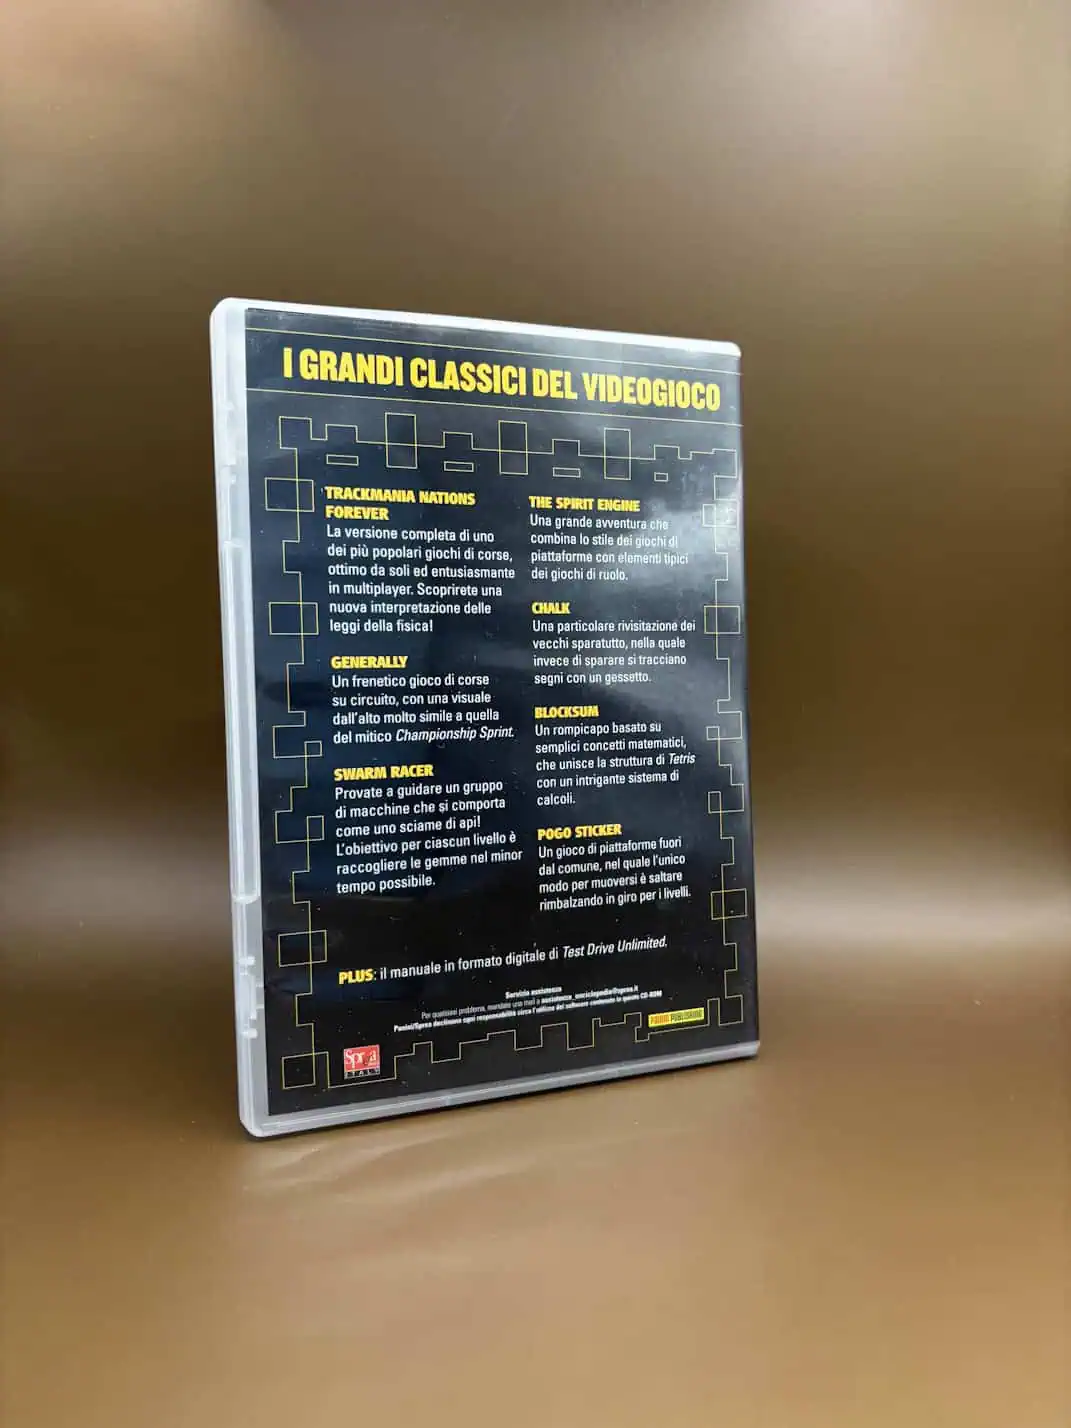 I GRANDI CLASSICI DEL VIDEOGIOCO
TRACKMANIA NATIONS
FOREVER
La versione completa di uno
dei più popolari giochi di corse,
ottimo da soli ed entusiasmante
in multiplayer. Scoprirete una
nuova interpretazione delle
leggi della fisica!
GENERALLY
Un frenetico gioco di corse
su circuito, con una visuale
dall'alto molto simile a quella
del mitico Championship Sprint.
SWARM RACER
Provate a guidare un gruppo
di macchine che si comporta
come uno sciame di api!
L'obiettivo per ciascun livello è
raccogliere le gemme nel minor
tempo possibile.
THE SPIRIT ENGINE
Una grande avventura che
combina lo stile dei giochi di
piattaforme con elementi tipici
dei giochi di ruolo.
CHALK
Una particolare rivisitazione dei
vecchi sparatutto, nella quale
invece di sparare si tracciano
segni con un gessetto.
BLOCKSUM
Un rompicapo basato su
semplici concetti matematici,
che unisce la struttura di Tetris
con un intrigante sistema di
calcoli.
POGO STICKER
Un gioco di piattaforme fuori
dal comune, nel quale l'unico
modo per muoversi è saltare
rimbalzando in giro per i livelli.
PLUS: il manuale in formato digitale di Test Drive Unlimited.
Servizio assistenza
Per qualsiasi problema, mandate una mail a assistenza_enciclopedia@sprea.it
Panini/Sprea declinano ogni responsabilità circa l'utilizzo del software contenuto in questo CD-ROM
PANINI PUBLISHING
Sprea
ITALY